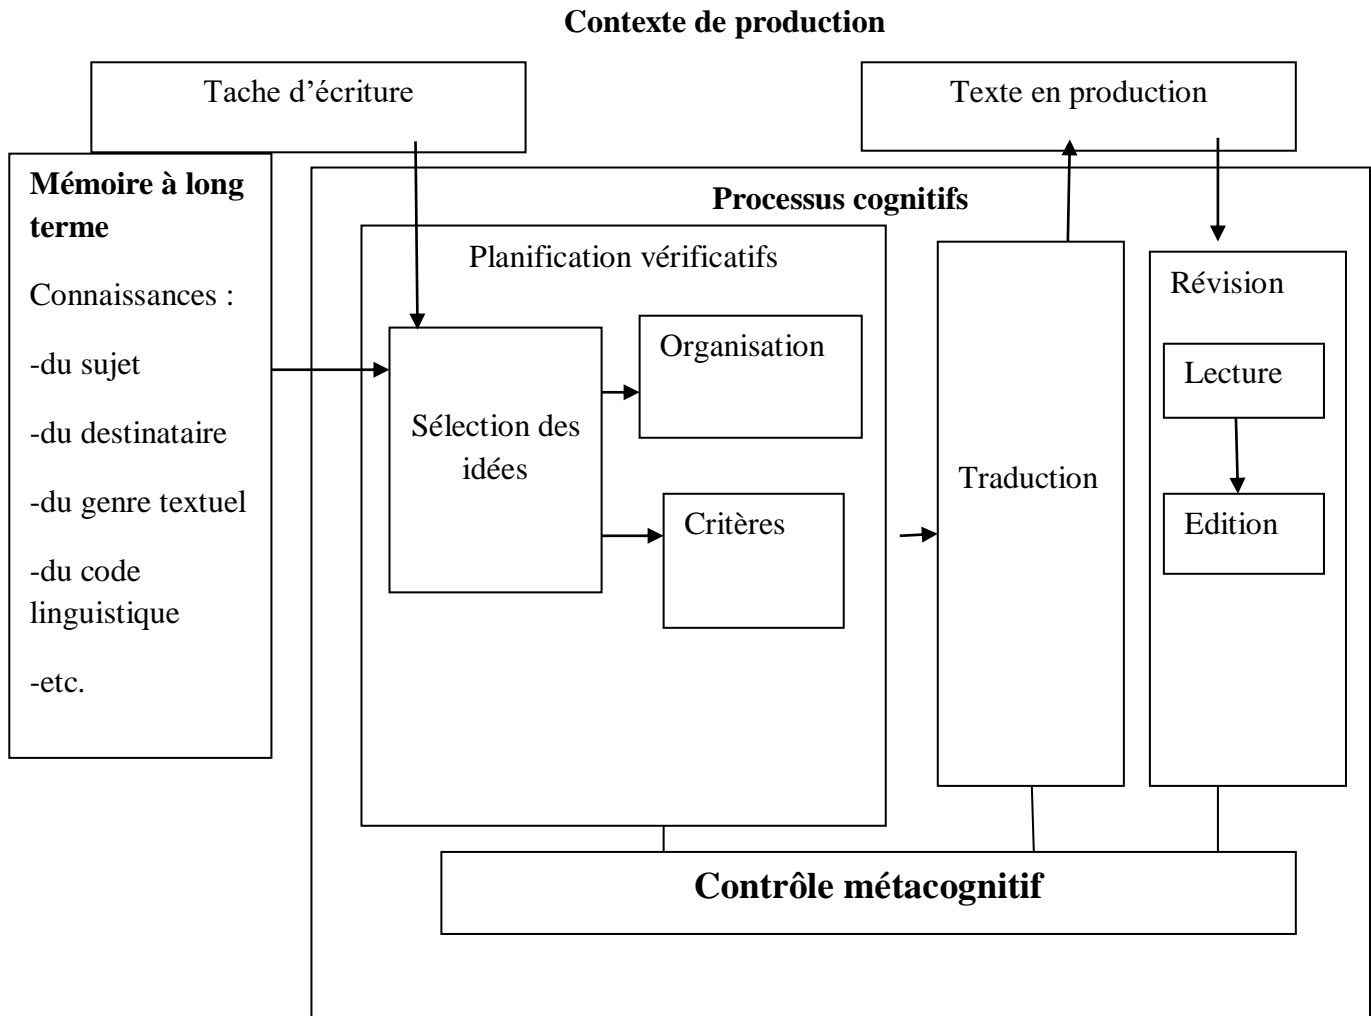 Contexte de production
Tache d’écriture
Texte en production
Mémoire à long
terme
Connaissances :
-du sujet
-du destinataire
-du genre textuel
-du code
linguistique
-etc.
Processus cognitifs
Planification vérificatifs
Sélection des
idées
Organisation
Critères
Traduction
Révision
Lecture
Edition
Contrôle métacognitif